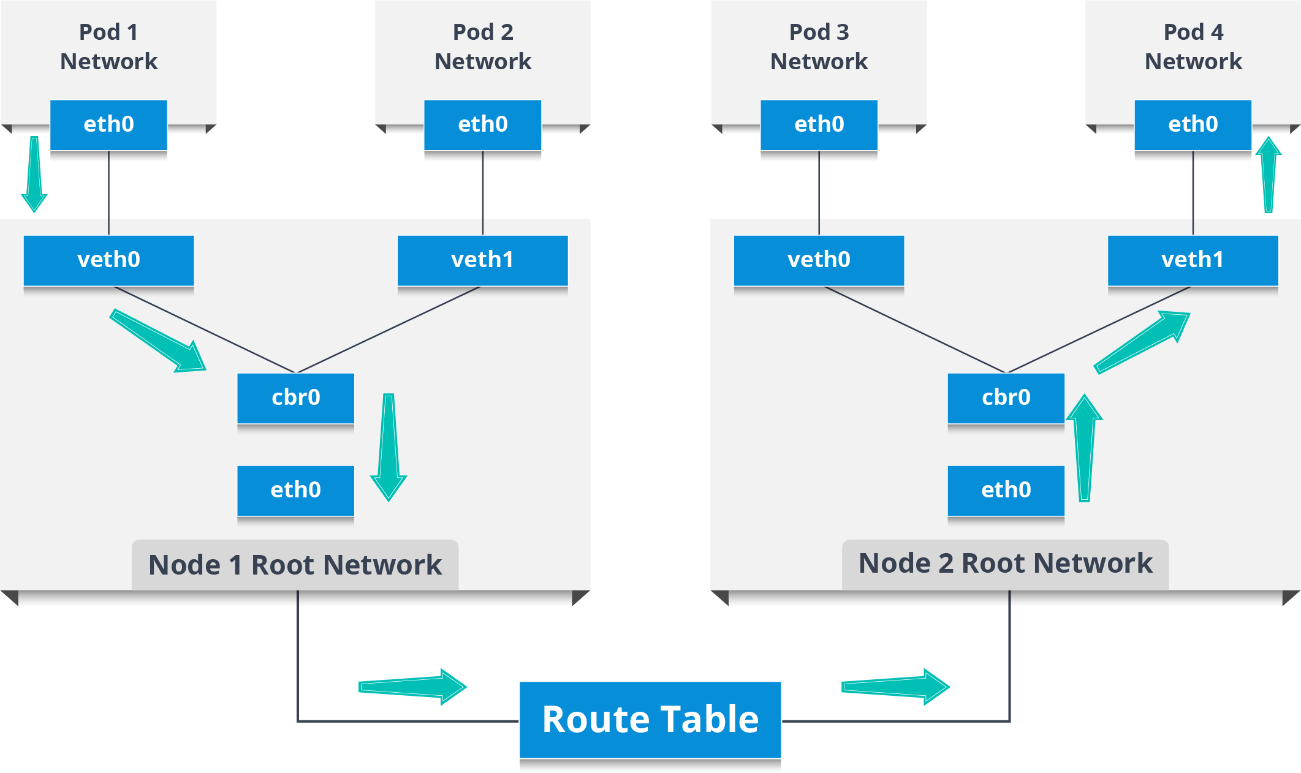 Pod 1
Network
eth0
Pod 2
Network
eth0
Pod 3
Network
eth0
Pod 4
Network
eth0
veth0
veth1
cbr0
eth0
Node 1 Root Network
veth0
veth1
cbr0
eth0
Node 2 Root Network
Route Table